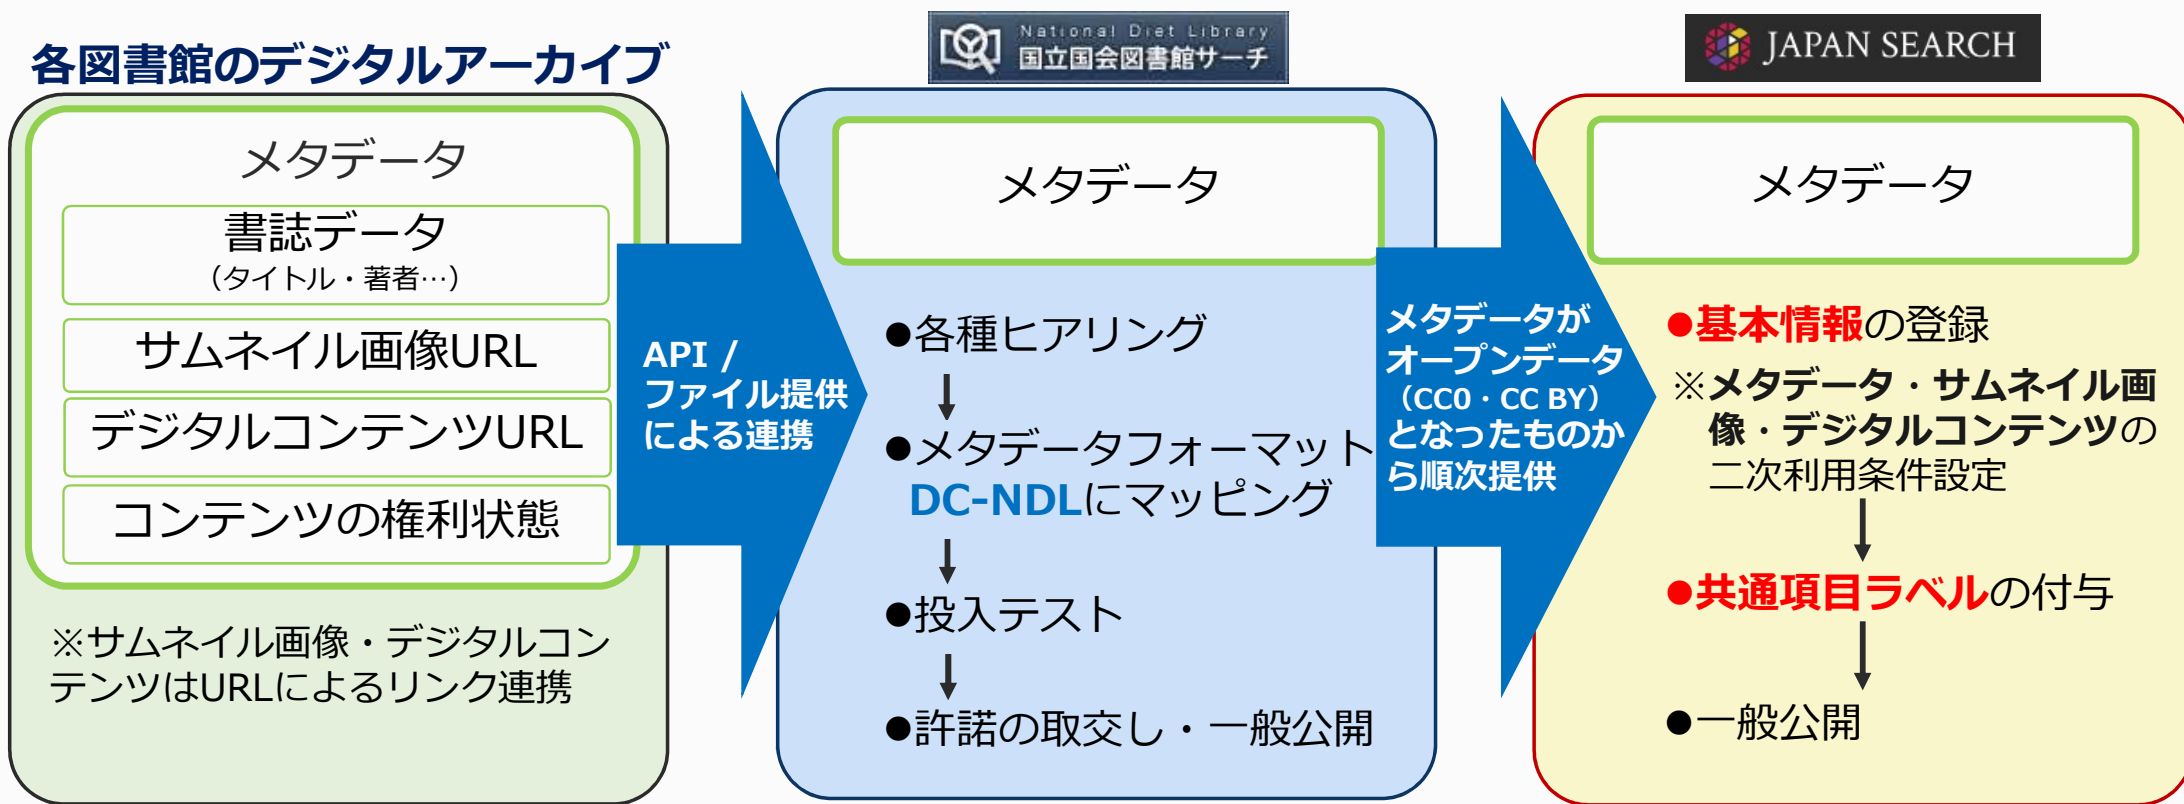 各図書館のデジタルアーカイブ
メタデータ
書誌データ
（タイトル・著者…）
サムネイル画像URL
デジタルコンテンツURL
コンテンツの権利状態
※サムネイル画像・デジタルコン
テンツはURLによるリンク連携
API /
ファイル提供
による連携
National Diet Library
国立国会図書館サーチ
メタデータ
●各種ヒアリング
●メタデータフォーマット
DC-NDLにマッピング
●投入テスト
●許諾の取交し・一般公開
メタデータが
オープンデータ
（CC0・CC BY）
となったものか
ら順次提供
JAPAN SEARCH
メタデータ
●基本情報の登録
※メタデータ・サムネイル画
像・デジタルコンテンツの
二次利用条件設定
●共通項目ラベルの付与
●一般公開